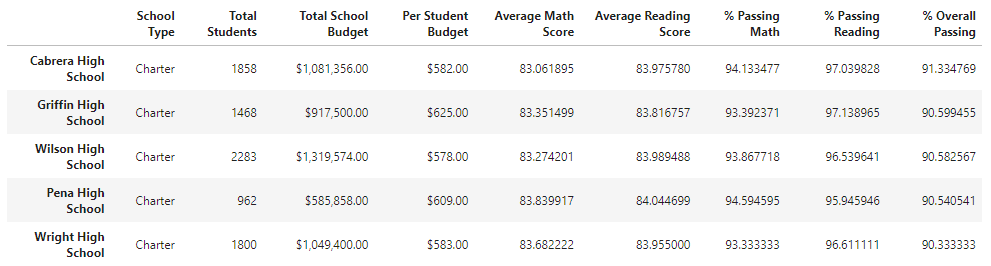 School Type Total Students Total School Budget Per Student Budget Average Math Score Average Reading Score % Passing Math % Passing Reading % Overall Passing
Cabrera High School Charter 1858 $1,081,356.00 $582.00 83.061895 83.975780 94.133477 97.039828 91.334769
Griffin High School Charter 1468 $917,500.00 $625.00 83.351499 83.816757 93.392371 97.138965 90.599455
Wilson High School Charter 2283 $1,319,574.00 $578.00 83.274201 83.989488 93.867718 96.539641 90.582567
Pena High School Charter 962 $585,858.00 $609.00 83.839917 84.044699 94.594595 95.945946 90.540541
Wright High School Charter 1800 $1,049,400.00 $583.00 83.682222 83.955000 93.333333 96.611111 90.333333